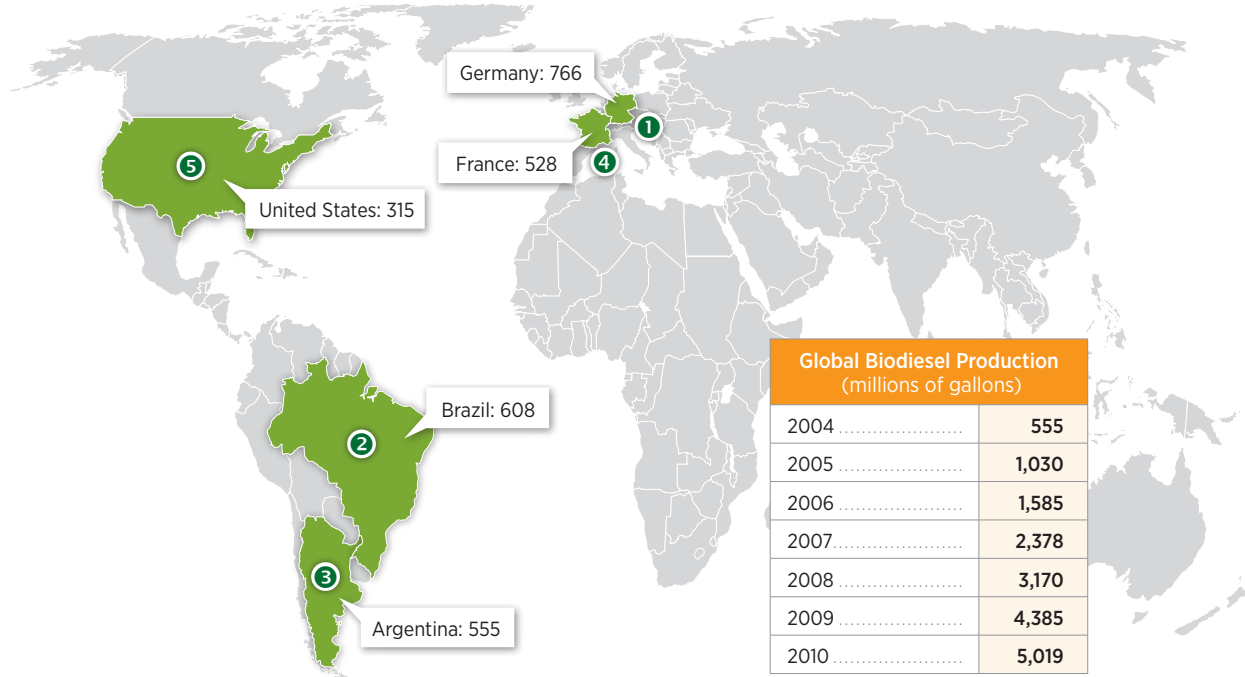 Germany: 766
1
France: 528
4
5
United States: 315
Brazil: 608
2
3
Argentina: 555
Global Biodiesel Production
(millions of gallons)
2004 ..................... 555
2005 ..................... 1,030
2006 ..................... 1,585
2007...................... 2,378
2008 ..................... 3,170
2009 ..................... 4,385
2010 ...................... 5,019